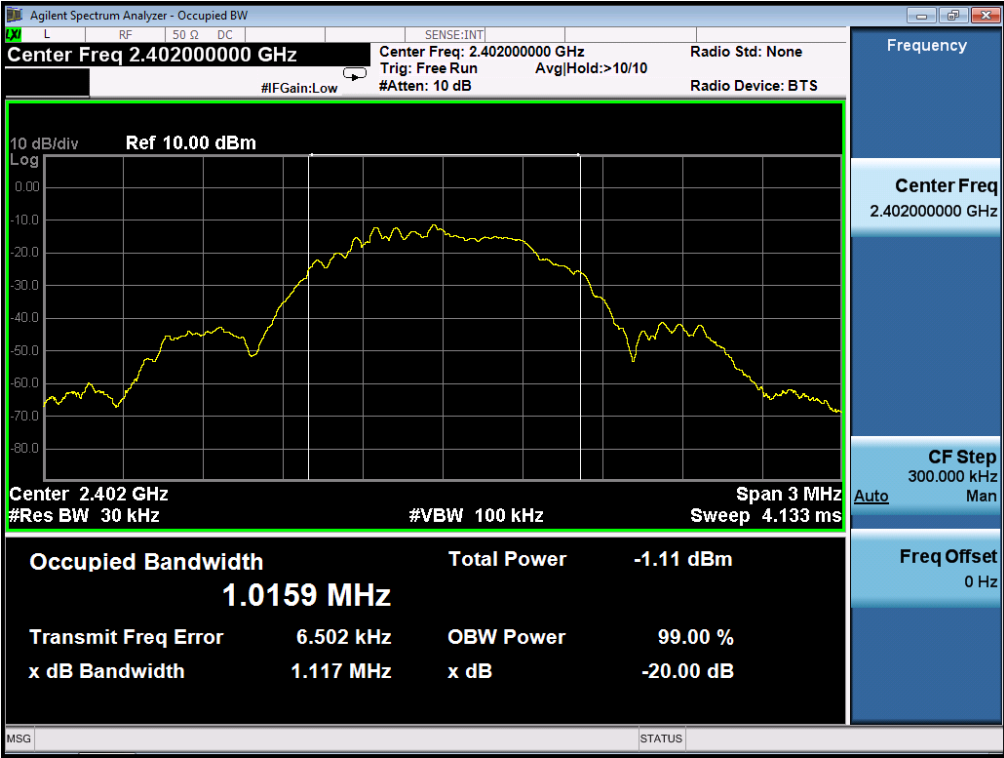 Agilent Spectrum Analyzer - Occupied BW
LXI L RF 50 Ω DC SENSE:INT
Center Freq 2.402000000 GHz
Center Freq: 2.402000000 GHz Radio Std: None
Trig: Free Run Avg|Hold:>10/10
#IFGain:Low #Atten: 10 dB Radio Device: BTS
Frequency
10 dB/div Ref 10.00 dBm
Log
0.00
-10.0
-20.0
-30.0
-40.0
-50.0
-60.0
-70.0
-80.0
Center 2.402 GHz Span 3 MHz
#Res BW 30 kHz #VBW 100 kHz Sweep 4.133 ms
Center Freq
2.402000000 GHz
CF Step
300.000 kHz
Auto Man
Freq Offset
0 Hz
Occupied Bandwidth Total Power -1.11 dBm
1.0159 MHz
Transmit Freq Error 6.502 kHz OBW Power 99.00 %
x dB Bandwidth 1.117 MHz x dB -20.00 dB
MSG STATUS